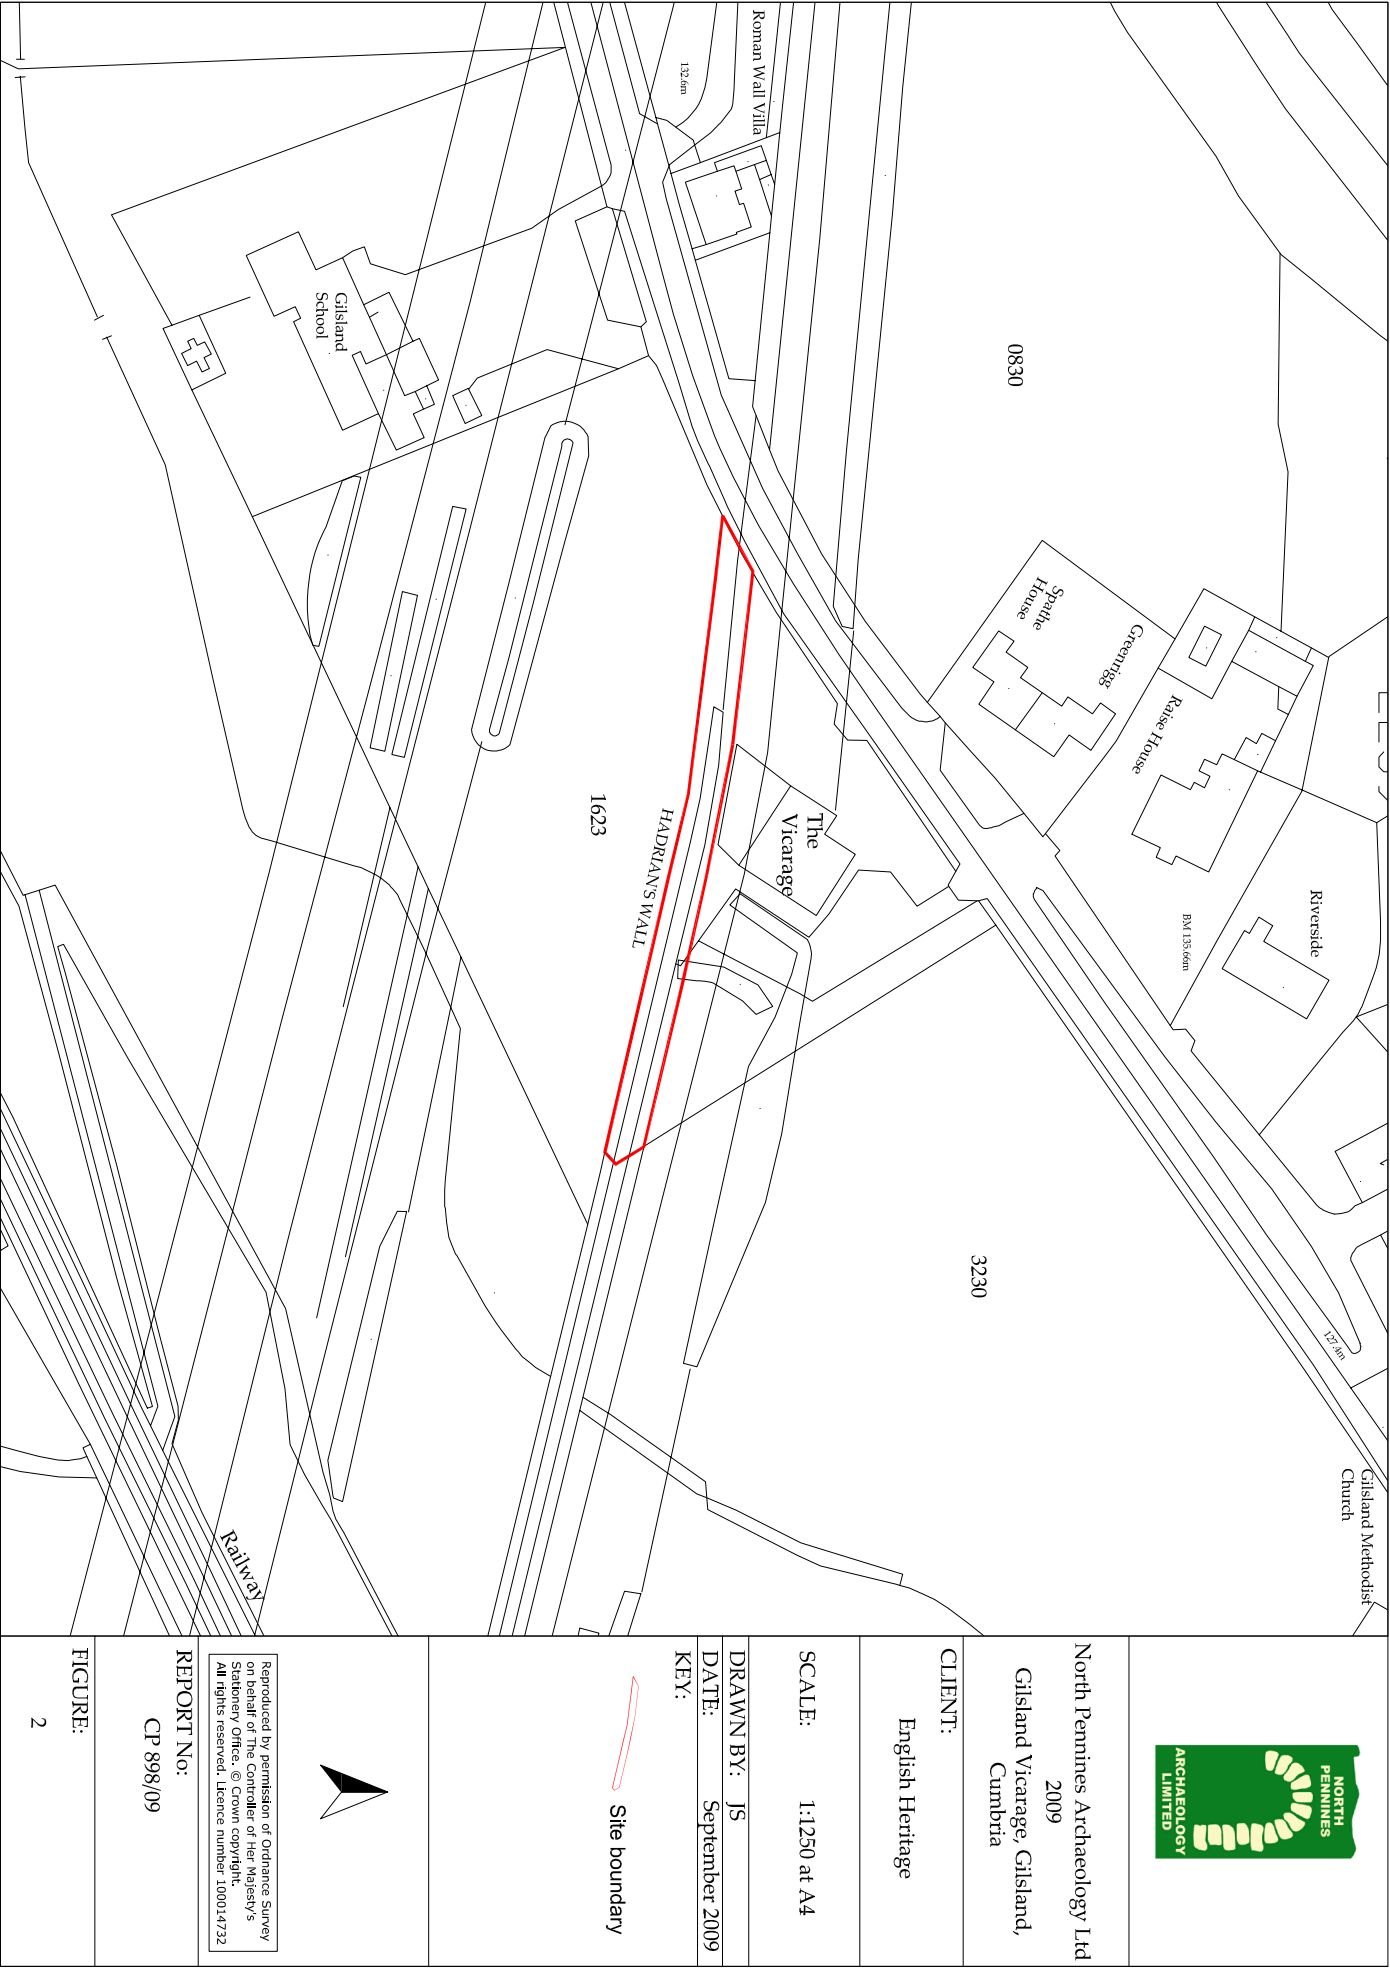 Roman Wall Villa
132.6m
Gilsland
School
0830
Spathe
House
Greenrigg
Raise House
Riverside
BM 135.66m
The
Vicarage
HADRIAN'S WALL
1623
3230
127.4m
Gilsland Methodist
Church
Railway
NORTH
PENNINES
ARCHAEOLOGY
LIMITED
North Pennines Archaeology Ltd
2009
Gilsland Vicarage, Gilsland,
Cumbria
CLIENT:
English Heritage
SCALE: 1:1250 at A4
DRAWN BY: JS
DATE: September 2009
KEY:
Site boundary
Reproduced by permission of Ordnance Survey
on behalf of The Controller of Her Majesty's
Stationery Office. © Crown copyright.
All rights reserved. Licence number 100014732
REPORT No:
CP 898/09
FIGURE:
2